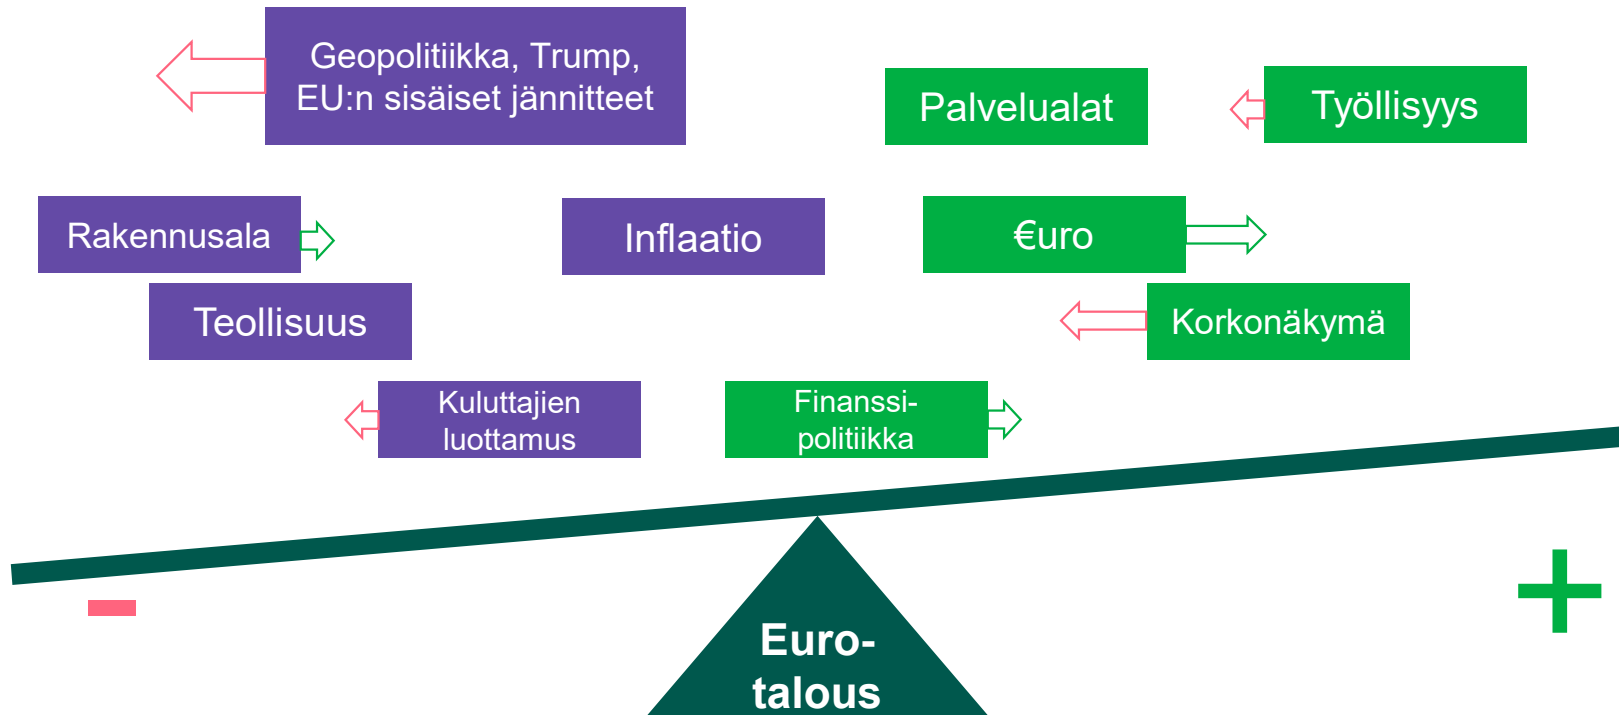 Geopolitiikka, Trump,
EU:n sisäiset jännitteet
Palvelualat
Työllisyys
Rakennusala
Inflaatio
€uro
Teollisuus
Korkonäkymä
Kuluttajien
luottamus
Finanssi-
politiikka
-
+
Euro-
talous